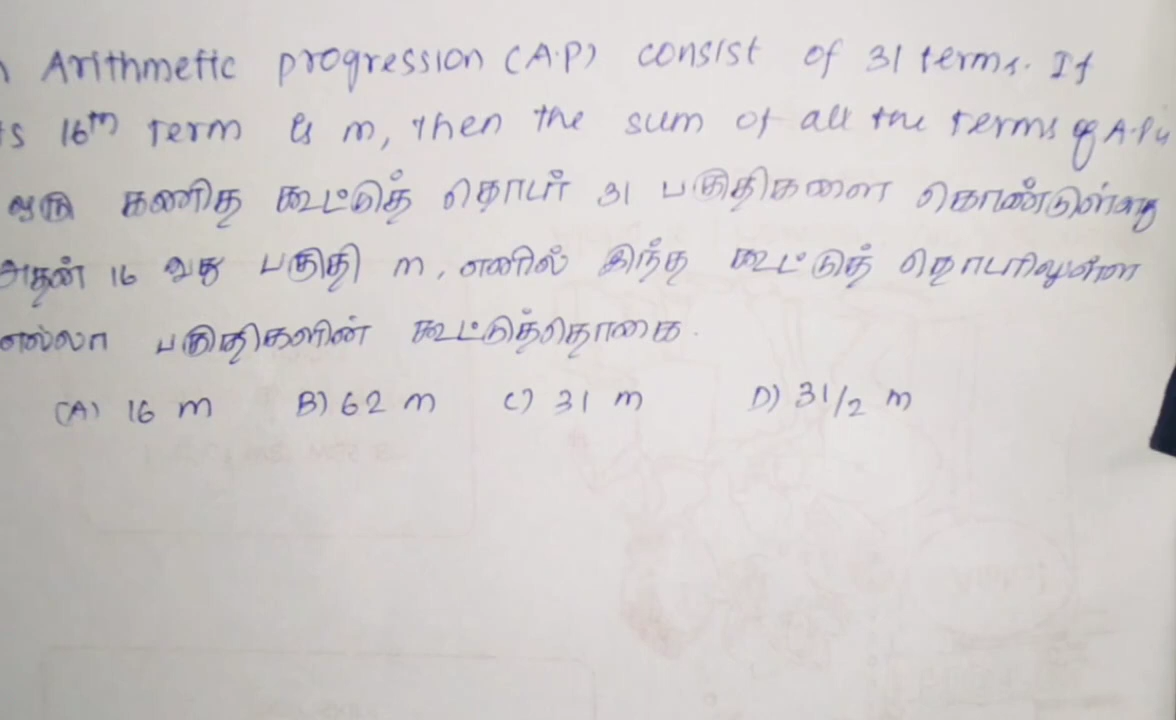 Arithmetic progression (A.P) consist of 31 terms. If
16th term is m, then the sum of all the terms of A.P is
ஒரு கணித கூட்டுத் தொடர் 31 பகுதிகளை கொண்டுள்ளது
அதன் 16 வது பகுதி m, எனில் இந்த கூட்டுத் தொடரிலுள்ள
எல்லா பகுதிகளின் கூட்டுத்தொகை.
(A) 16 m B) 62 m C) 31 m D) 31/2 m